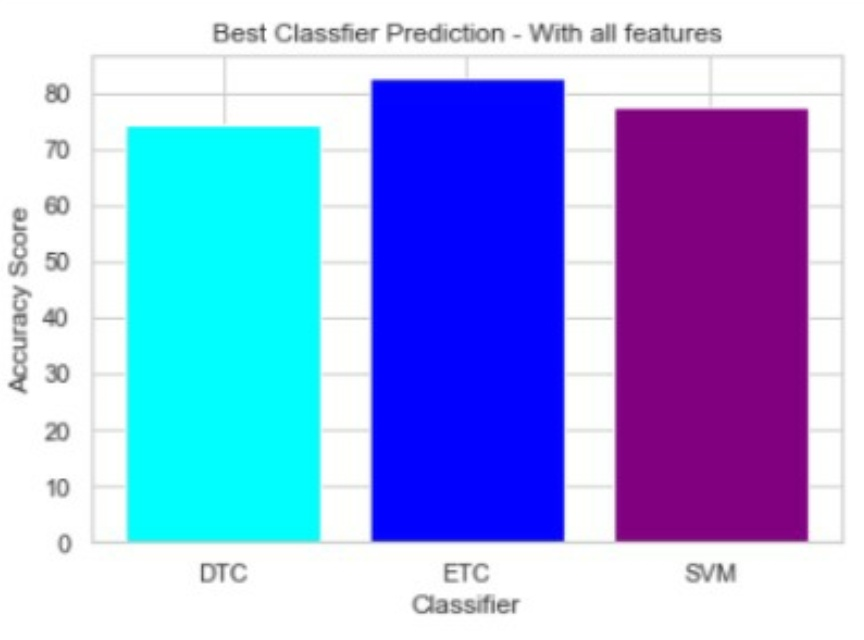 Best Classfier Prediction - With all features
Accuracy Score
80
70
60
50
40
30
20
10
0
DTC ETC SVM
Classifier